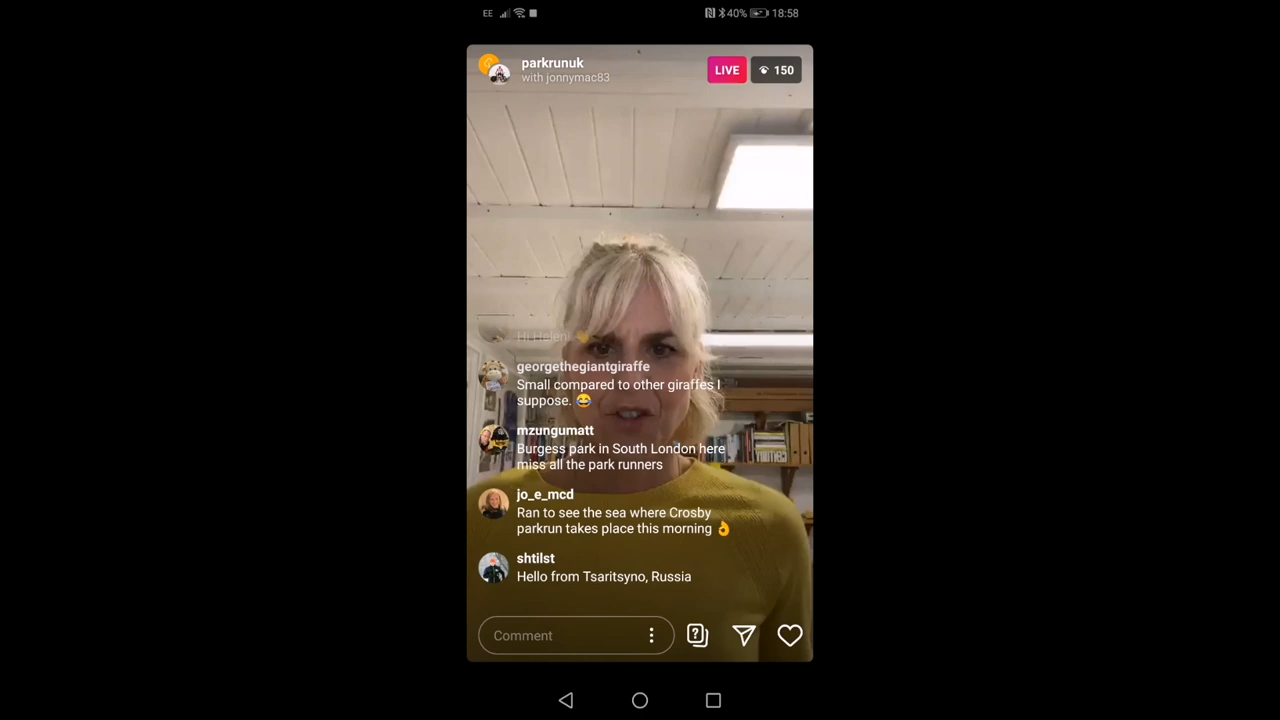 EE
40%
18:58
parkrunuk
with jonnymac83
LIVE
150
Hi Helen! 💛
georgethegiantgiraffe
Small compared to other giraffes I
suppose. 😂
mzungumatt
Burgess park in South London here
miss all the park runners
jo_e_mcd
Ran to see the sea where Crosby
parkrun takes place this morning 👌
shtilst
Hello from Tsaritsyno, Russia
Comment